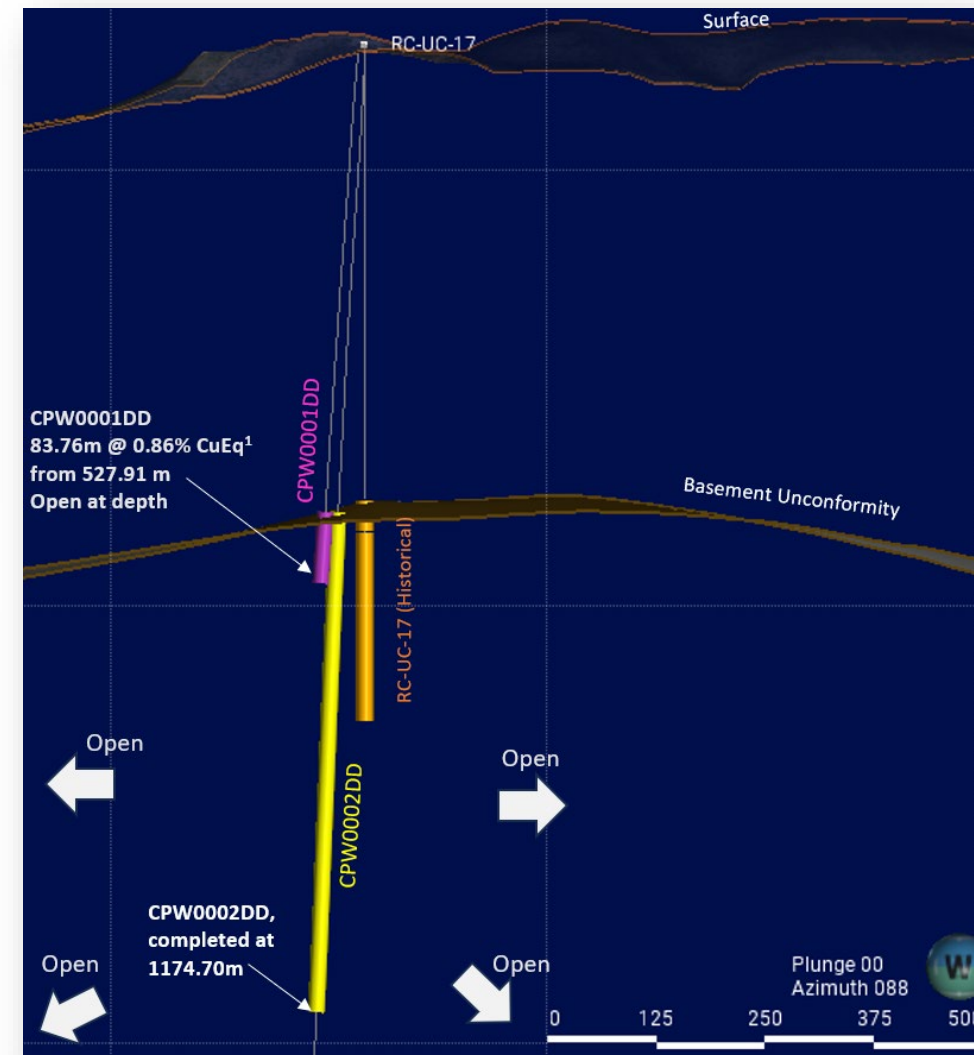 Surface
RC-UC-17
CPW0001DD
CPW0001DD
83.76m @ 0.86% CuEq¹
from 527.91 m
Open at depth
Basement Unconformity
RC-UC-17 (Historical)
Open
Open
CPW0002DD
CPW0002DD,
completed at
1174.70m
Open
Open
Plunge 00
Azimuth 088
W
0 125 250 375